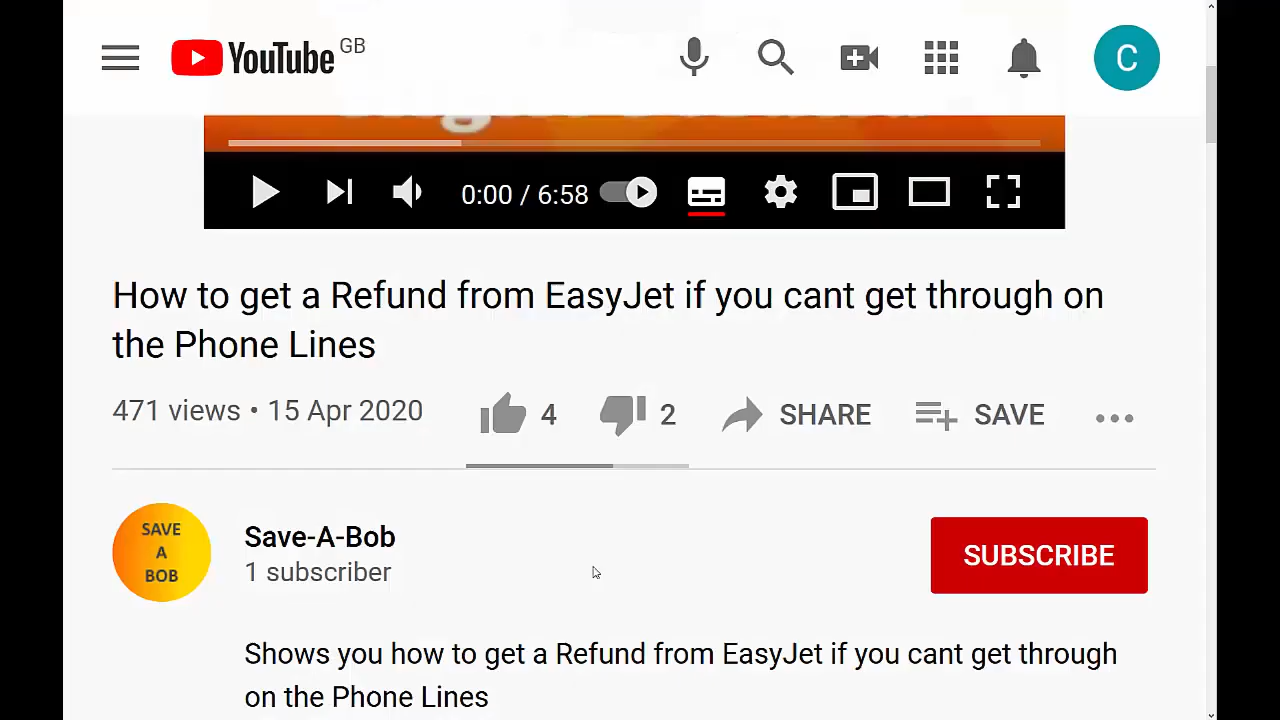 YouTube GB
C
0:00 / 6:58
How to get a Refund from EasyJet if you cant get through on
the Phone Lines
471 views • 15 Apr 2020
4
2
SHARE
SAVE
SAVE
A
BOB
Save-A-Bob
1 subscriber
SUBSCRIBE
Shows you how to get a Refund from EasyJet if you cant get through
on the Phone Lines